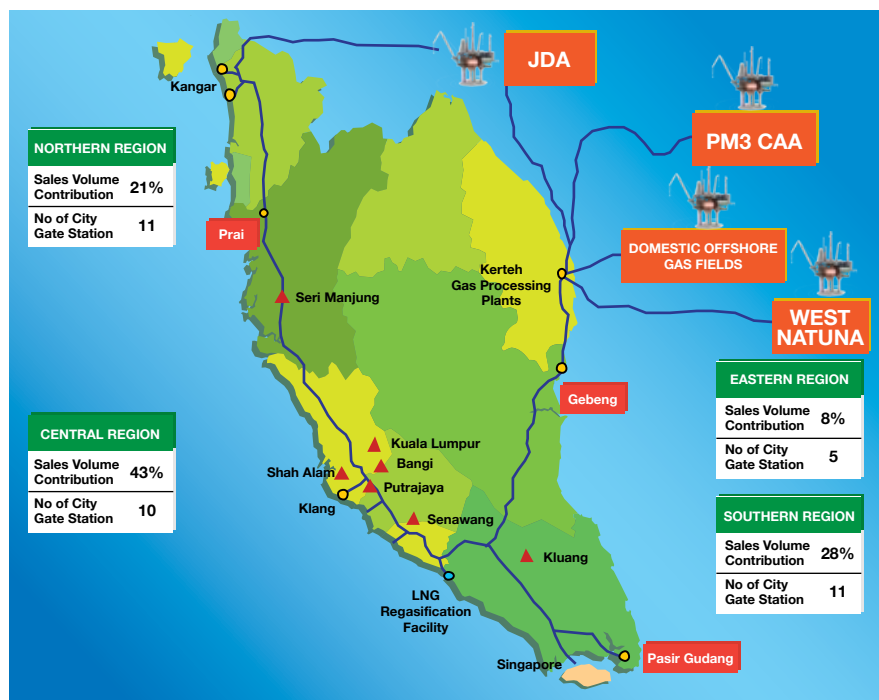 JDA
Kangar
PM3 CAA
NORTHERN REGION
Sales Volume
Contribution
21%
No of City
Gate Station
11
Prai
DOMESTIC OFFSHORE
GAS FIELDS
Kerteh
Gas Processing
Plants
Seri Manjung
WEST
NATUNA
EASTERN REGION
Sales Volume
Contribution
8%
No of City
Gate Station
5
Gebeng
CENTRAL REGION
Sales Volume
Contribution
43%
No of City
Gate Station
10
Kuala Lumpur
Bangi
Shah Alam
Putrajaya
Klang
Senawang
SOUTHERN REGION
Sales Volume
Contribution
28%
No of City
Gate Station
11
Kluang
LNG
Regasification
Facility
Pasir Gudang
Singapore